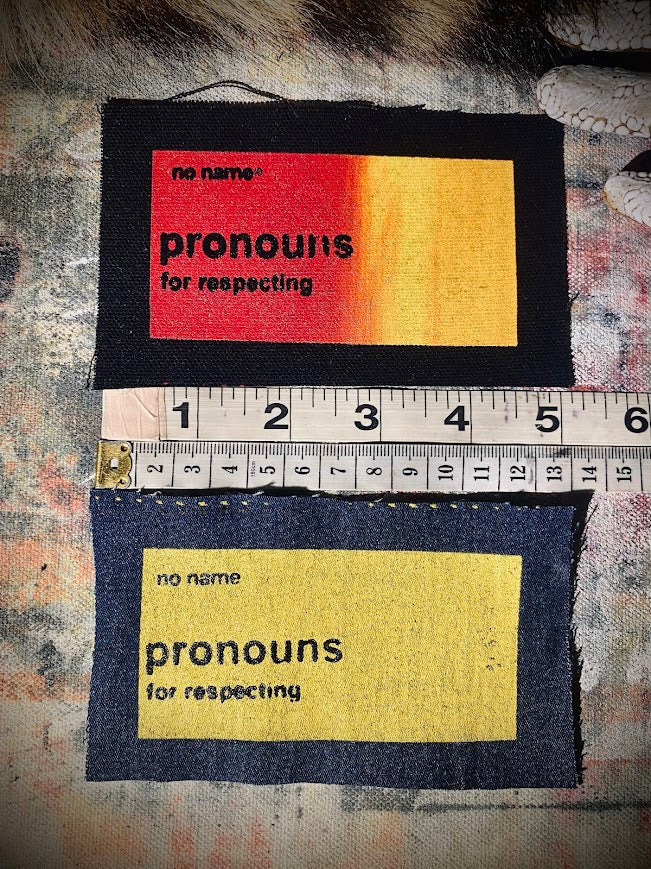 no name®
pronouns
for respecting
1 2 3 4 5 6
2 3 4 5 6 7 8 9 10 11 12 13 14 15
no name
pronouns
for respecting